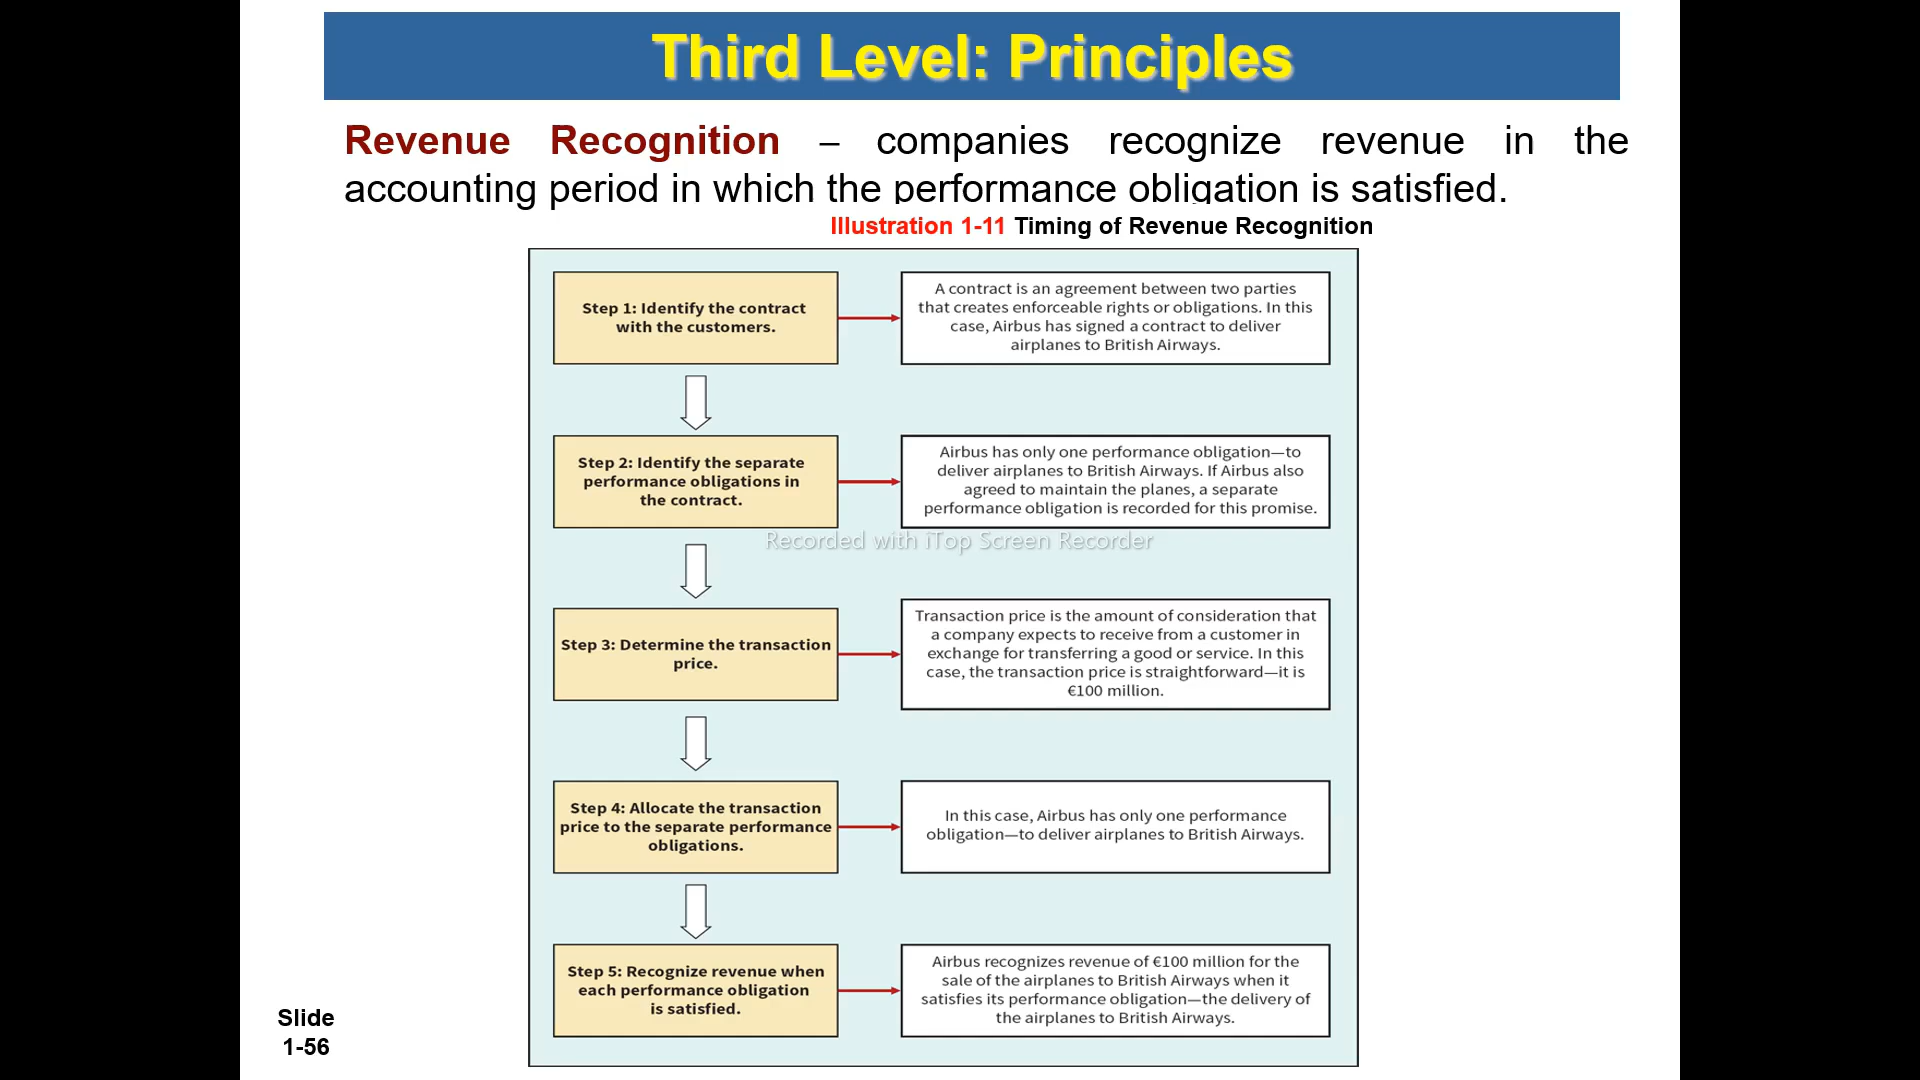 Third Level: Principles
Revenue Recognition – companies recognize revenue in the
accounting period in which the performance obligation is satisfied.
Illustration 1-11 Timing of Revenue Recognition
Step 1: Identify the contract
with the customers.
A contract is an agreement between two parties
that creates enforceable rights or obligations. In this
case, Airbus has signed a contract to deliver
airplanes to British Airways.
Step 2: Identify the separate
performance obligations in
the contract.
Airbus has only one performance obligation—to
deliver airplanes to British Airways. If Airbus also
agreed to maintain the planes, a separate
performance obligation is recorded for this promise.
Recorded with iTop Screen Recorder
Step 3: Determine the transaction
price.
Transaction price is the amount of consideration that
a company expects to receive from a customer in
exchange for transferring a good or service. In this
case, the transaction price is straightforward—it is
€100 million.
Step 4: Allocate the transaction
price to the separate performance
obligations.
In this case, Airbus has only one performance
obligation—to deliver airplanes to British Airways.
Step 5: Recognize revenue when
each performance obligation
is satisfied.
Airbus recognizes revenue of €100 million for the
sale of the airplanes to British Airways when it
satisfies its performance obligation—the delivery of
the airplanes to British Airways.
Slide
1-56